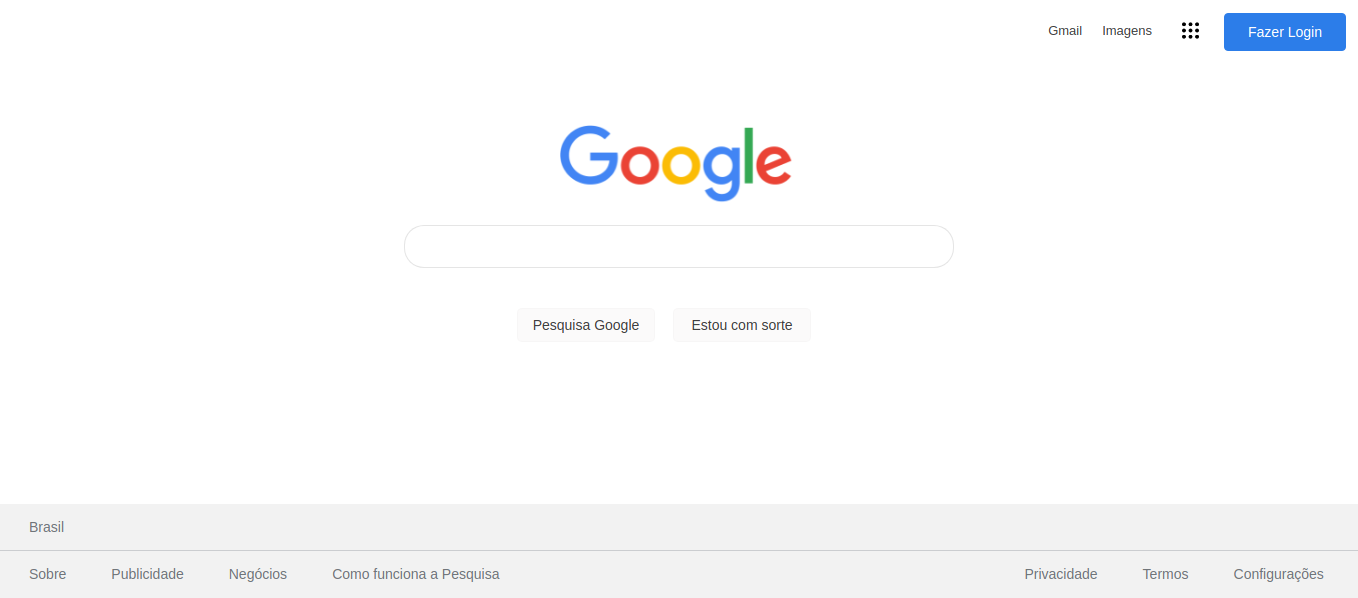 Gmail Imagens Fazer Login
Google
Pesquisa Google Estou com sorte
Brasil
Sobre Publicidade Negócios Como funciona a Pesquisa Privacidade Termos Configurações